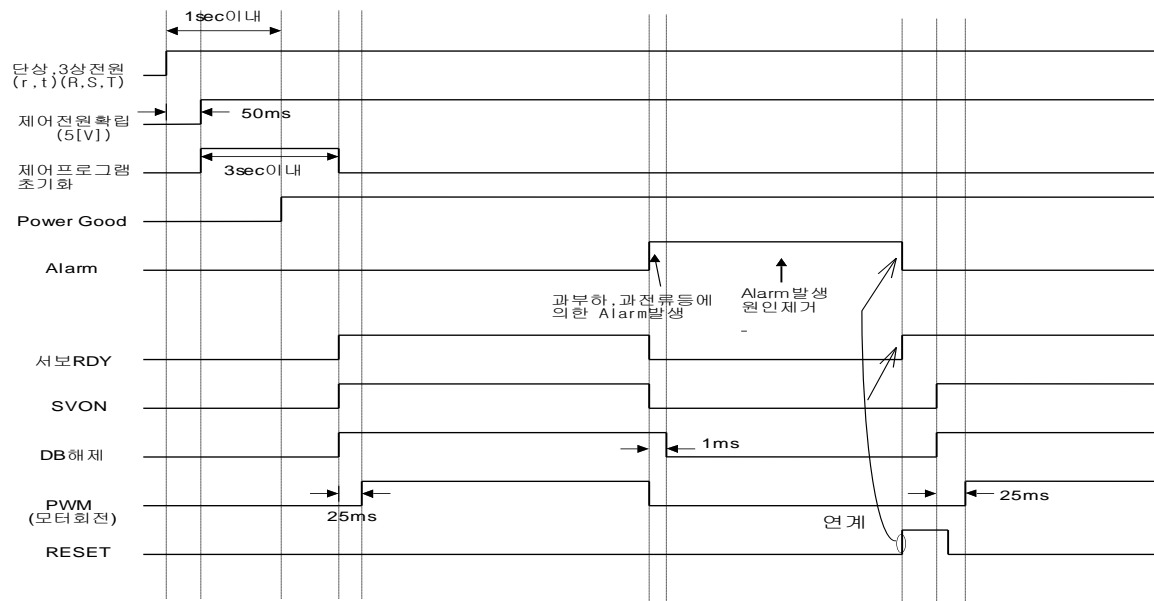 1sec이내
단상,3상전원
(r,t)(R,S,T)
50ms
제어전원확립
(5[V])
제어프로그램
초기화
3sec이내
Power Good
Alarm
과부하,과전류등에
의한 Alarm발생
Alarm발생
원인제거
-
서보RDY
SVON
DB해제
1ms
PWM
(모터회전)
25ms
25ms
연계
RESET